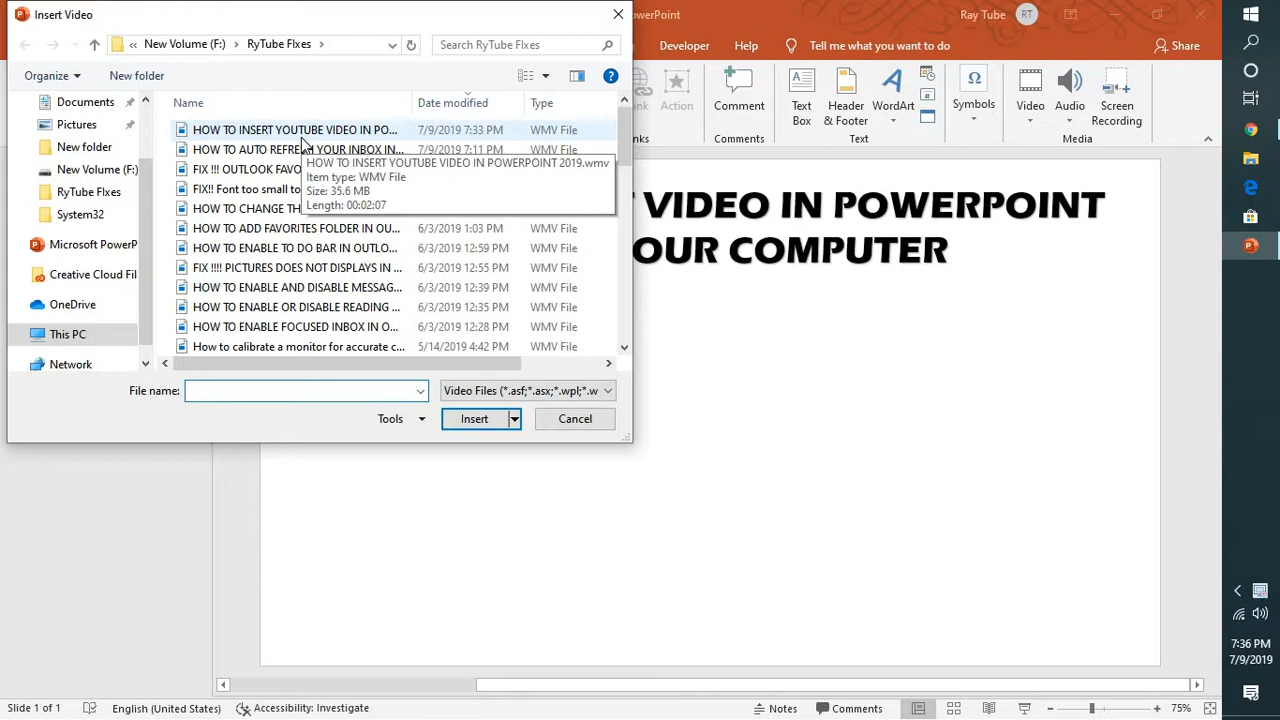 Insert Video
PowerPoint
Ray Tube
RT
New Volume (F:)
RyTube FIxes
Search RyTube FIxes
Developer
Help
Tell me what you want to do
Share
Organize
New folder
Action
Comment
Text Box
Header & Footer
WordArt
Symbols
Video
Audio
Screen Recording
Comments
Text
Media
Documents
Pictures
New folder
New Volume (F:)
RyTube FIxes
System32
Microsoft PowerP
Creative Cloud Fil
OneDrive
This PC
Network
Name
Date modified
Type
HOW TO INSERT YOUTUBE VIDEO IN PO... 7/9/2019 7:33 PM WMV File
HOW TO AUTO REFRESH YOUR INBOX IN... 7/9/2019 7:11 PM WMV File
HOW TO INSERT YOUTUBE VIDEO IN POWERPOINT 2019.wmv
Item type: WMV File
Size: 35.6 MB
Length: 00:02:07
FIX !!! OUTLOOK FAVO
FIX!! Font too small to
HOW TO CHANGE TH
HOW TO ADD FAVORITES FOLDER IN OU... 6/3/2019 1:03 PM WMV File
HOW TO ENABLE TO DO BAR IN OUTLO... 6/3/2019 12:59 PM WMV File
FIX !!!! PICTURES DOES NOT DISPLAYS IN ... 6/3/2019 12:55 PM WMV File
HOW TO ENABLE AND DISABLE MESSAG... 6/3/2019 12:39 PM WMV File
HOW TO ENABLE OR DISABLE READING ... 6/3/2019 12:35 PM WMV File
HOW TO ENABLE FOCUSED INBOX IN O... 6/3/2019 12:28 PM WMV File
How to calibrate a monitor for accurate c... 5/14/2019 4:42 PM WMV File
File name:
Video Files (*.asf;*.asx;*.wpl;*.w
Tools
Insert
Cancel
T VIDEO IN POWERPOINT
OUR COMPUTER
7:36 PM
7/9/2019
Slide 1 of 1
English (United States)
Accessibility: Investigate
Notes
Comments
75%